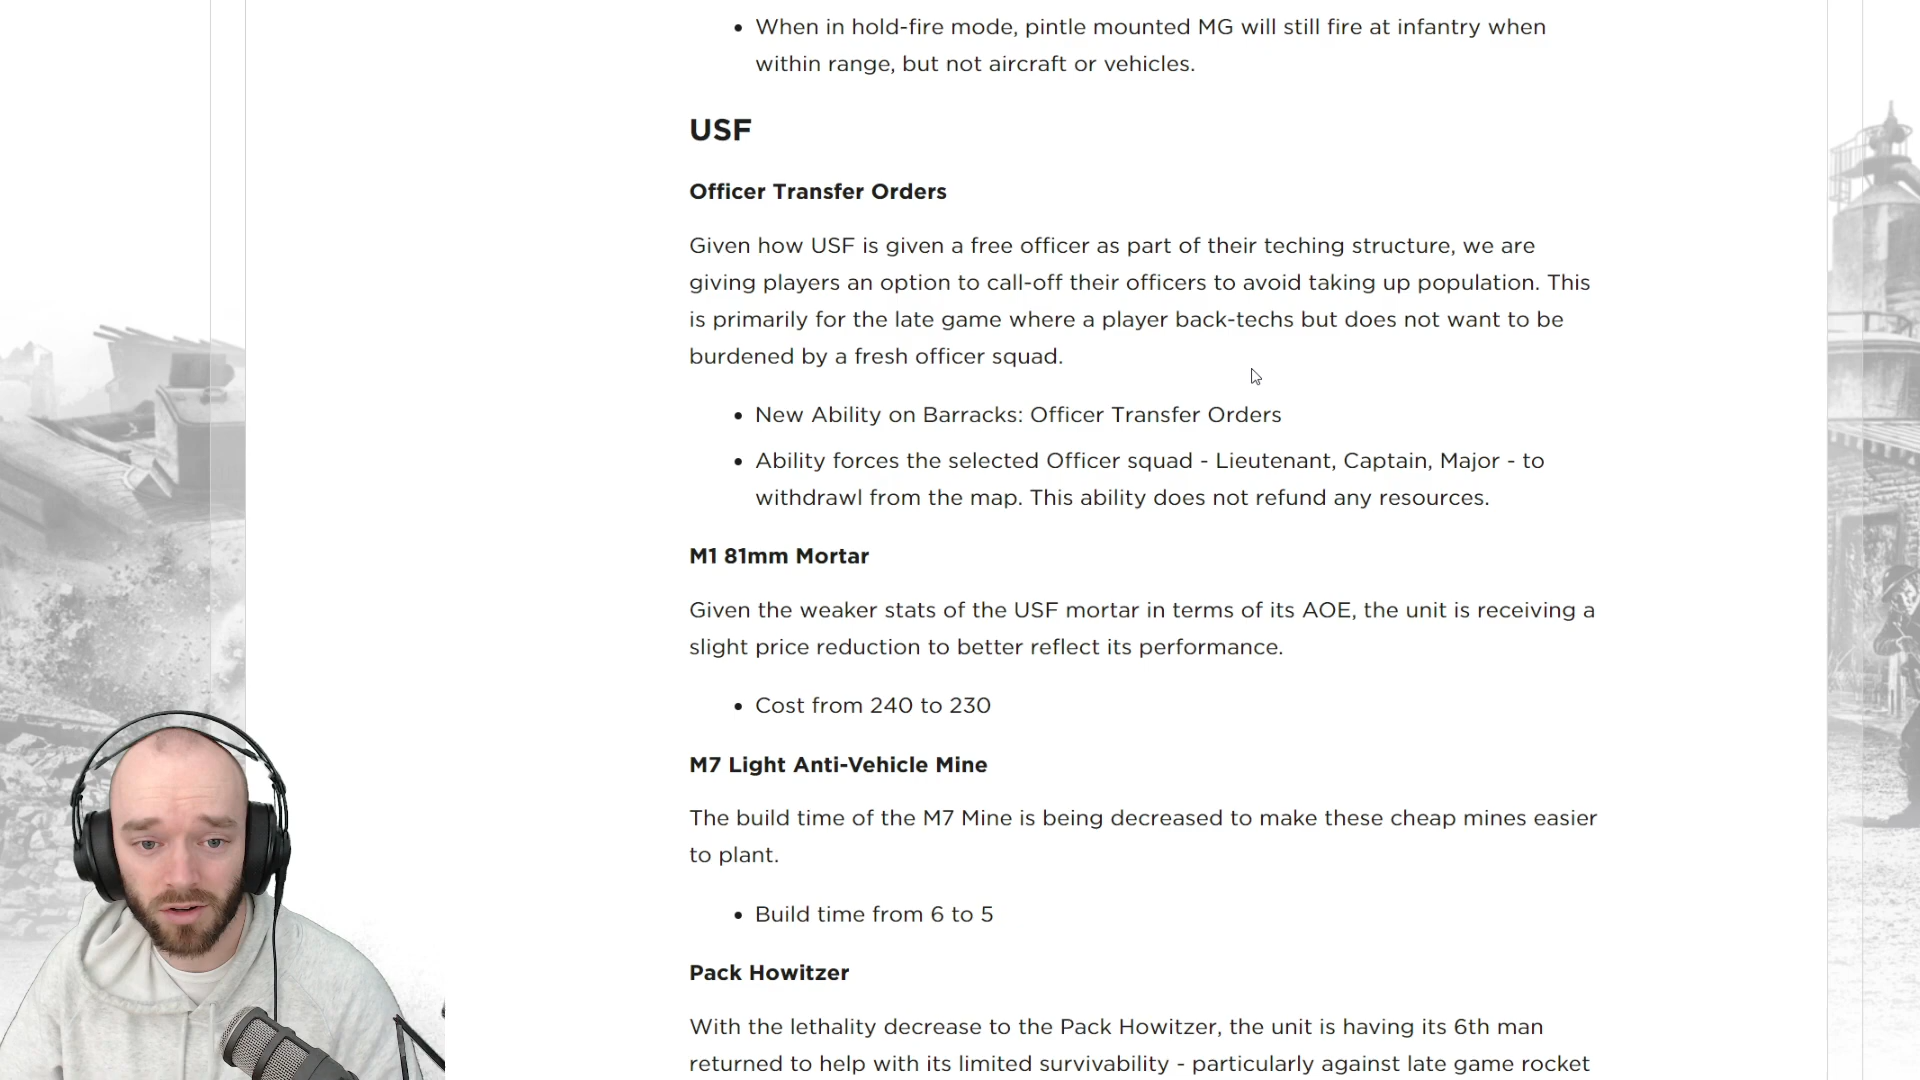 When in hold-fire mode, pintle mounted MG will still fire at infantry when
within range, but not aircraft or vehicles.
USF
Officer Transfer Orders
Given how USF is given a free officer as part of their teching structure, we are
giving players an option to call-off their officers to avoid taking up population. This
is primarily for the late game where a player back-techs but does not want to be
burdened by a fresh officer squad.
New Ability on Barracks: Officer Transfer Orders
Ability forces the selected Officer squad - Lieutenant, Captain, Major - to
withdrawl from the map. This ability does not refund any resources.
M1 81mm Mortar
Given the weaker stats of the USF mortar in terms of its AOE, the unit is receiving a
slight price reduction to better reflect its performance.
Cost from 240 to 230
M7 Light Anti-Vehicle Mine
The build time of the M7 Mine is being decreased to make these cheap mines easier
to plant.
Build time from 6 to 5
Pack Howitzer
With the lethality decrease to the Pack Howitzer, the unit is having its 6th man
returned to help with its limited survivability - particularly against late game rocket